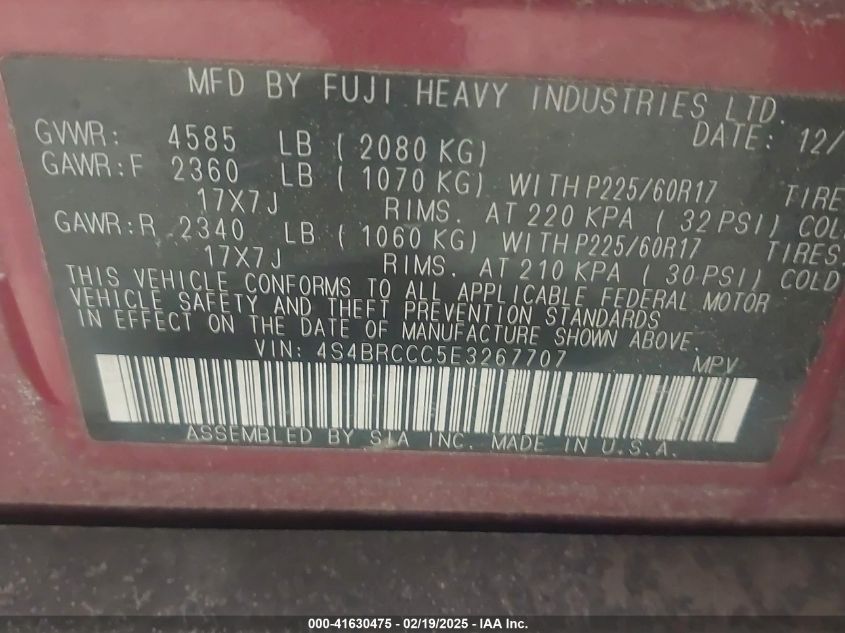 MFD BY FUJI HEAVY INDUSTRIES LTD.
DATE: 12/
GVWR: 4585 LB ( 2080 KG)
GAWR:F 2360 LB ( 1070 KG) WITH P225/60R17 TIRE
17X7J RIMS. AT 220 KPA ( 32 PSI) COL
GAWR:R 2340 LB ( 1060 KG) WITH P225/60R17 TIRES.
17X7J RIMS. AT 210 KPA ( 30 PSI) COLD
THIS VEHICLE CONFORMS TO ALL APPLICABLE FEDERAL MOTOR
VEHICLE SAFETY AND THEFT PREVENTION STANDARDS
IN EFFECT ON THE DATE OF MANUFACTURE SHOWN ABOVE.
VIN: 4S4BRCCC5E3267707 MPV
ASSEMBLED BY SIA INC. MADE IN U.S.A.
000-41630475 - 02/19/2025 - IAAI Inc.